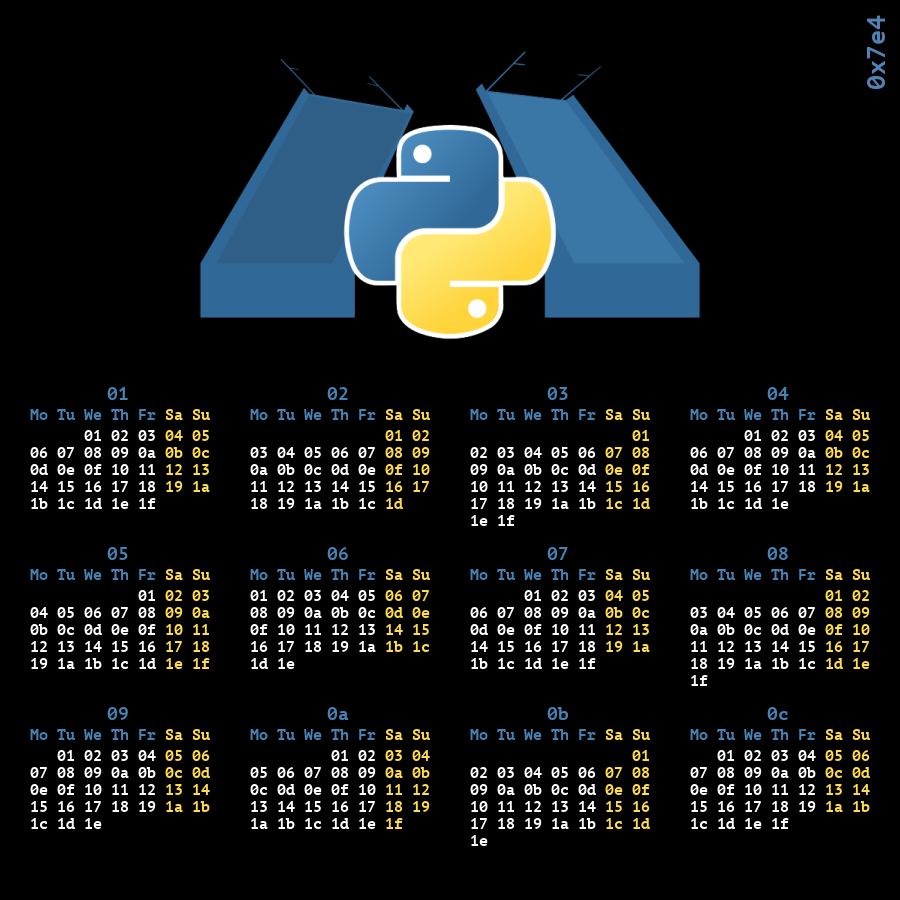 0x7e4
01 02 03 04
Mo Tu We Th Fr Sa Su Mo Tu We Th Fr Sa Su Mo Tu We Th Fr Sa Su Mo Tu We Th Fr Sa Su
01 02 03 04 05 01 02 01 01 02 03 04 05
06 07 08 09 0a 0b 0c 03 04 05 06 07 08 09 02 03 04 05 06 07 08 06 07 08 09 0a 0b 0c
0d 0e 0f 10 11 12 13 0a 0b 0c 0d 0e 0f 10 09 0a 0b 0c 0d 0e 0f 0d 0e 0f 10 11 12 13
14 15 16 17 18 19 1a 11 12 13 14 15 16 17 10 11 12 13 14 15 16 14 15 16 17 18 19 1a
1b 1c 1d 1e 1f 18 19 1a 1b 1c 1d 17 18 19 1a 1b 1c 1d 1b 1c 1d 1e
1e 1f
05 06 07 08
Mo Tu We Th Fr Sa Su Mo Tu We Th Fr Sa Su Mo Tu We Th Fr Sa Su Mo Tu We Th Fr Sa Su
01 02 03 01 02 03 04 05 06 07 01 02 03 04 05 01 02
04 05 06 07 08 09 0a 08 09 0a 0b 0c 0d 0e 06 07 08 09 0a 0b 0c 03 04 05 06 07 08 09
0b 0c 0d 0e 0f 10 11 0f 10 11 12 13 14 15 0d 0e 0f 10 11 12 13 0a 0b 0c 0d 0e 0f 10
12 13 14 15 16 17 18 16 17 18 19 1a 1b 1c 14 15 16 17 18 19 1a 11 12 13 14 15 16 17
19 1a 1b 1c 1d 1e 1f 1d 1e 1b 1c 1d 1e 1f 18 19 1a 1b 1c 1d 1e
1f
09 0a 0b 0c
Mo Tu We Th Fr Sa Su Mo Tu We Th Fr Sa Su Mo Tu We Th Fr Sa Su Mo Tu We Th Fr Sa Su
01 02 03 04 05 06 01 02 03 04 01 01 02 03 04 05 06
07 08 09 0a 0b 0c 0d 05 06 07 08 09 0a 0b 02 03 04 05 06 07 08 07 08 09 0a 0b 0c 0d
0e 0f 10 11 12 13 14 0c 0d 0e 0f 10 11 12 09 0a 0b 0c 0d 0e 0f 0e 0f 10 11 12 13 14
15 16 17 18 19 1a 1b 13 14 15 16 17 18 19 10 11 12 13 14 15 16 15 16 17 18 19 1a 1b
1c 1d 1e 1a 1b 1c 1d 1e 1f 17 18 19 1a 1b 1c 1d 1c 1d 1e 1f
1e